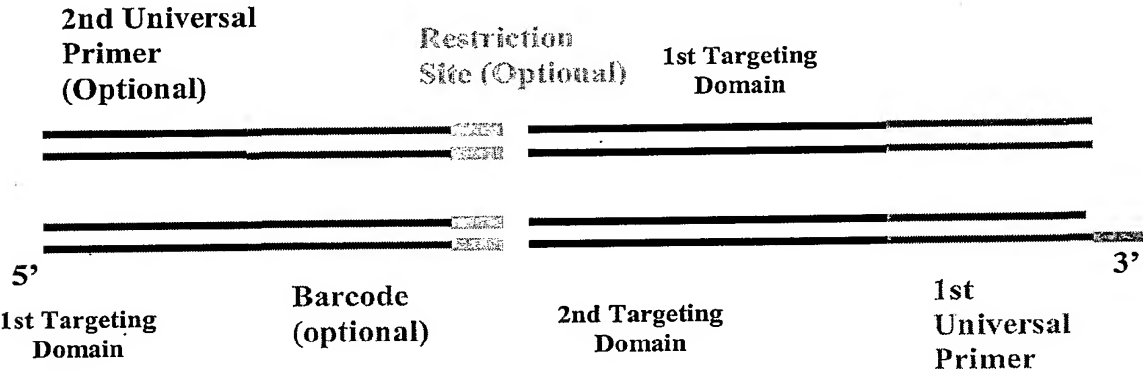 2nd Universal
Primer
(Optional)
Restriction
Site (Optional)
1st Targeting
Domain
5’
3’
1st Targeting
Domain
Barcode
(optional)
2nd Targeting
Domain
1st
Universal
Primer